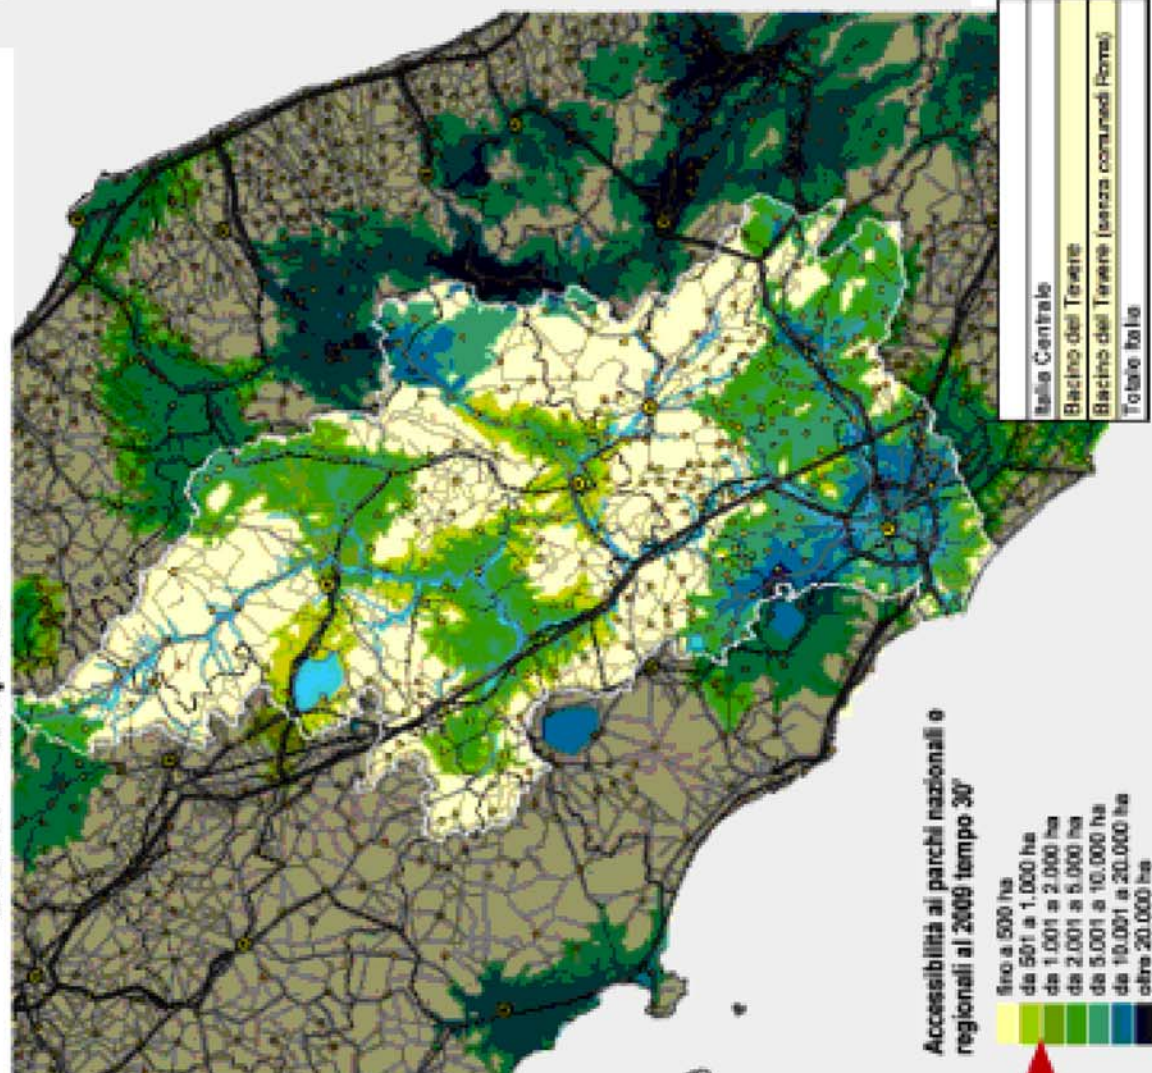 Accessibilità ai parchi nazionali e
regionali al 2009 tempo 30'
fino a 500 ha
da 501 a 1.000 ha
da 1.001 a 2.000 ha
da 2.001 a 5.000 ha
da 5.001 a 10.000 ha
da 10.001 a 20.000 ha
oltre 20.000 ha
Italia Centrale
Bacino del Tevere
Bacino del Tevere (senza comune di Roma)
Totale Italia